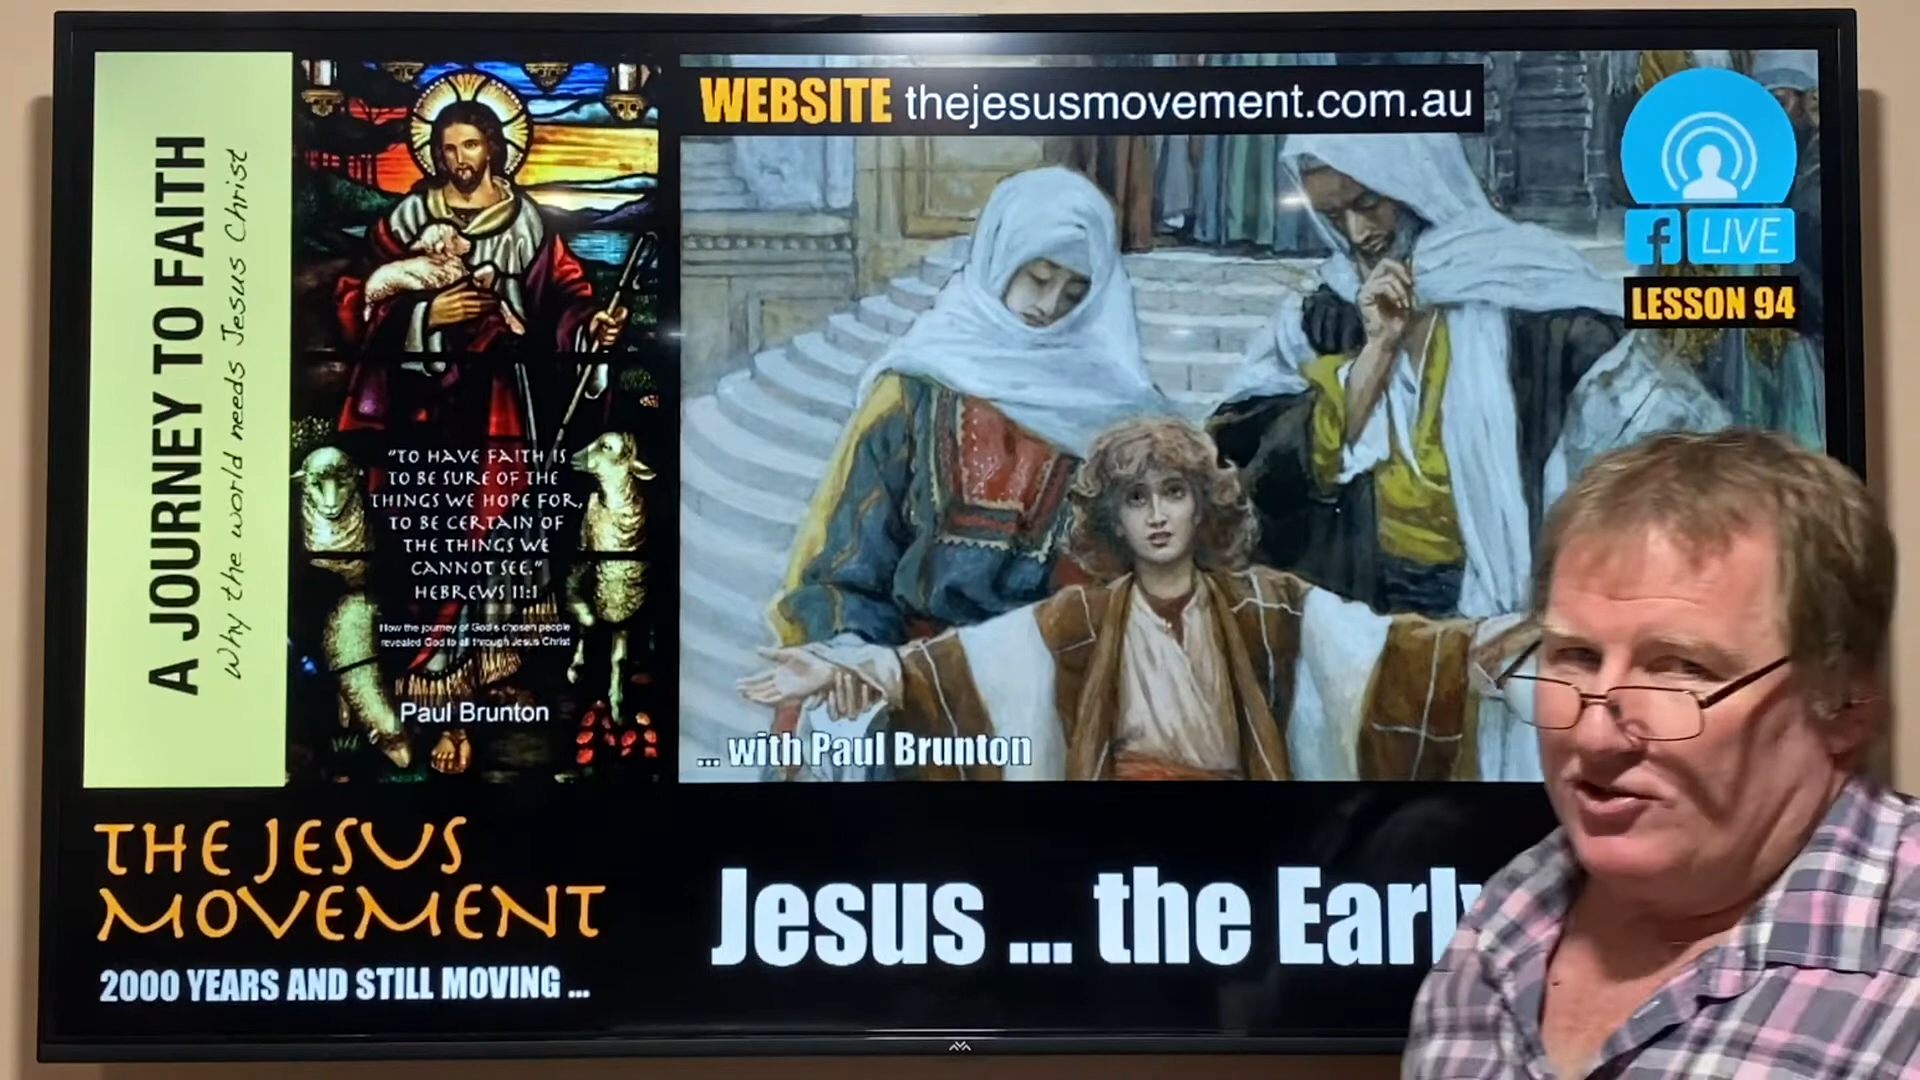 A JOURNEY TO FAITH
Why the world needs Jesus Christ
"TO HAVE FAITH IS
TO BE SURE OF THE
THINGS WE HOPE FOR,
TO BE CERTAIN OF
THE THINGS WE
CANNOT SEE."
HEBREWS 11:1
How the journey of God's chosen people
revealed God to all through Jesus Christ
Paul Brunton
THE JESUS
MOVEMENT
2000 YEARS AND STILL MOVING ...
WEBSITE thejesusmovement.com.au
f LIVE
LESSON 94
... with Paul Brunton
Jesus ... the Early